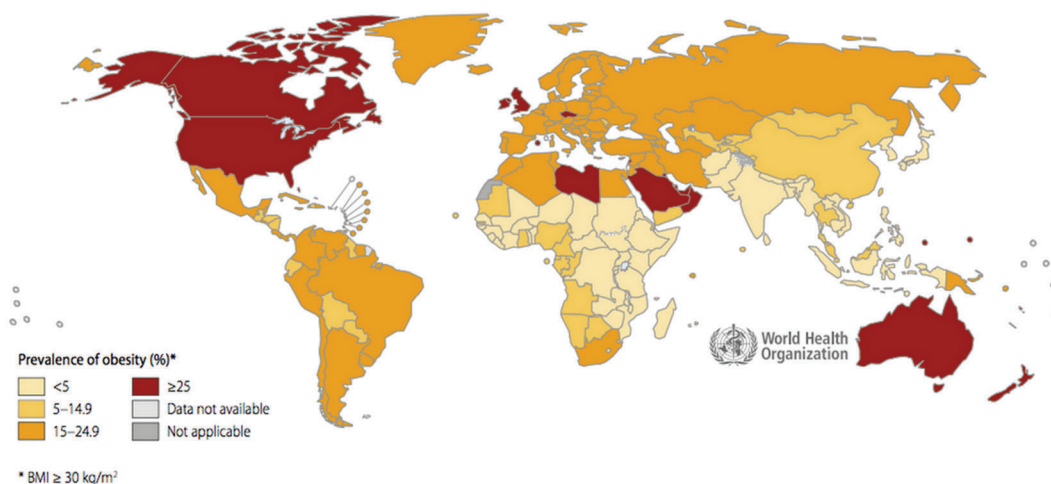 World Health
Organization
Prevalence of obesity (%)*
<5
5–14.9
15–24.9
≥25
Data not available
Not applicable
* BMI ≥ 30 kg/m²